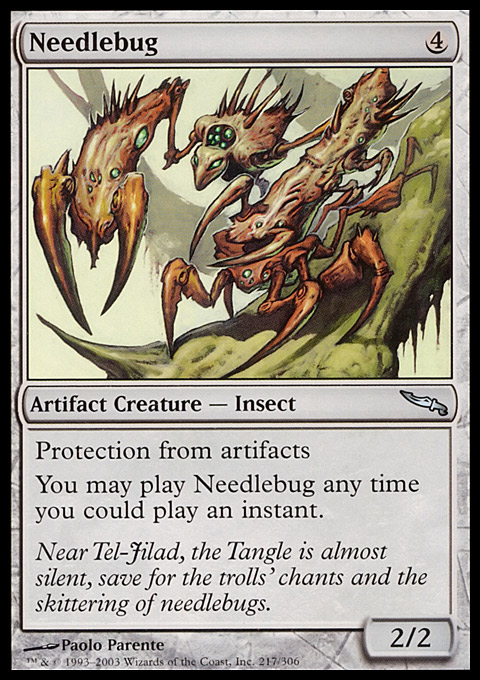 Needlebug 4
Artifact Creature — Insect
Protection from artifacts
You may play Needlebug any time
you could play an instant.
Near Tel-Jilad, the Tangle is almost
silent, save for the trolls' chants and the
skittering of needlebugs.
2/2
Paolo Parente
™ & © 1993–2003 Wizards of the Coast, Inc. 217/306